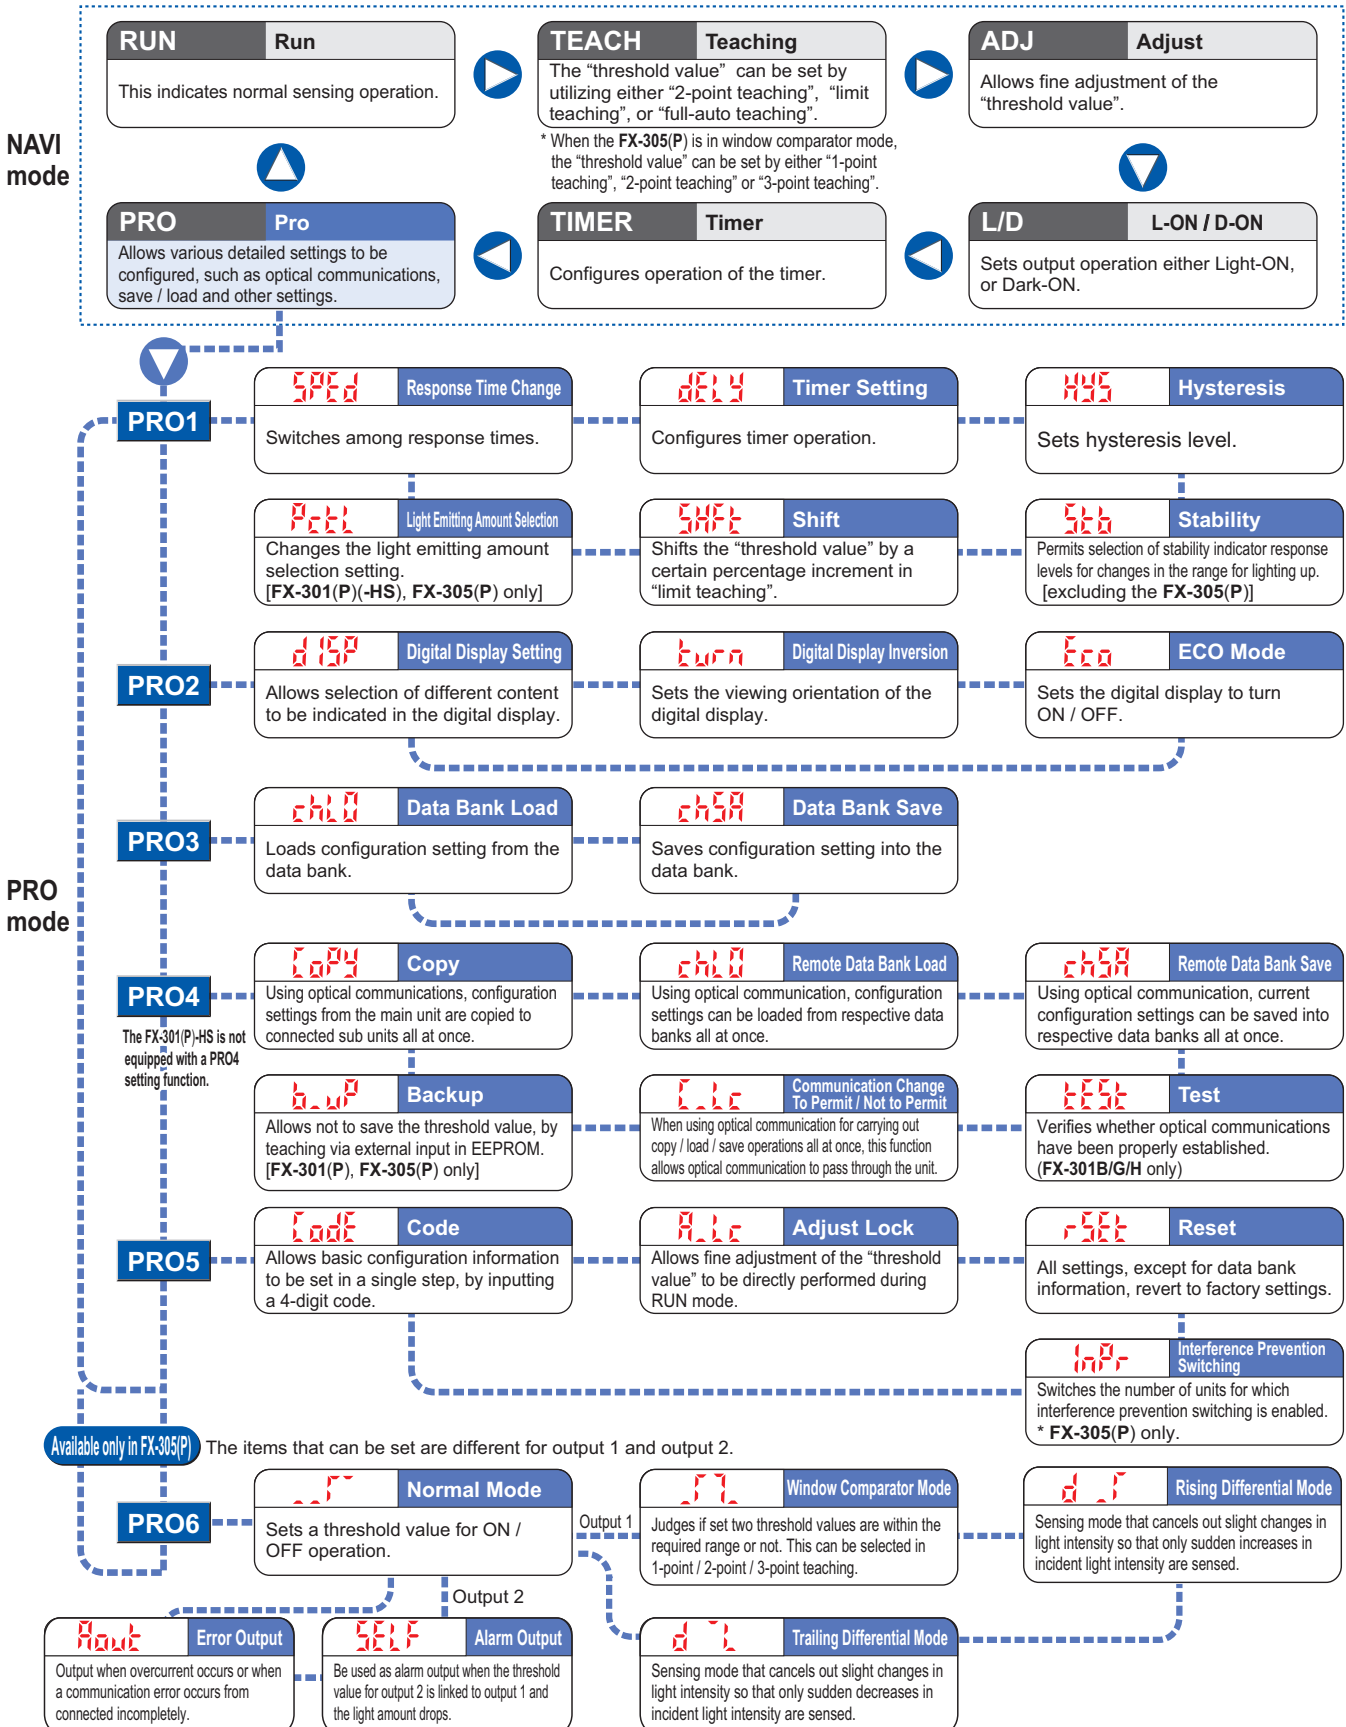 NAVI
mode
RUN Run
This indicates normal sensing operation.
TEACH Teaching
The “threshold value” can be set by
utilizing either “2-point teaching”, “limit
teaching”, or “full-auto teaching”.
* When the FX-305(P) is in window comparator mode,
the “threshold value” can be set by either “1-point
teaching”, “2-point teaching” or “3-point teaching”.
ADJ Adjust
Allows fine adjustment of the
“threshold value”.
PRO Pro
Allows various detailed settings to be
configured, such as optical communications,
save / load and other settings.
TIMER Timer
Configures operation of the timer.
L/D L-ON / D-ON
Sets output operation either Light-ON,
or Dark-ON.
PRO
mode
PRO1
SPEd Response Time Change
Switches among response times.
dELY Timer Setting
Configures timer operation.
HYS Hysteresis
Sets hysteresis level.
PctL Light Emitting Amount Selection
Changes the light emitting amount
selection setting.
[FX-301(P)(-HS), FX-305(P) only]
SHFt Shift
Shifts the “threshold value” by a
certain percentage increment in
“limit teaching”.
Stb Stability
Permits selection of stability indicator response
levels for changes in the range for lighting up.
[excluding the FX-305(P)]
PRO2
dISP Digital Display Setting
Allows selection of different content
to be indicated in the digital display.
turn Digital Display Inversion
Sets the viewing orientation of the
digital display.
Eco ECO Mode
Sets the digital display to turn
ON / OFF.
PRO3
chLO Data Bank Load
Loads configuration setting from the
data bank.
chSA Data Bank Save
Saves configuration setting into the
data bank.
PRO4
The FX-301(P)-HS is not
equipped with a PRO4
setting function.
CoPY Copy
Using optical communications, configuration
settings from the main unit are copied to
connected sub units all at once.
chLO Remote Data Bank Load
Using optical communication, configuration
settings can be loaded from respective data
banks all at once.
chSA Remote Data Bank Save
Using optical communication, current
configuration settings can be saved into
respective data banks all at once.
b_uP Backup
Allows not to save the threshold value, by
teaching via external input in EEPROM.
[FX-301(P), FX-305(P) only]
C_Lc Communication Change
To Permit / Not to Permit
When using optical communication for carrying out
copy / load / save operations all at once, this function
allows optical communication to pass through the unit.
tESt Test
Verifies whether optical communications
have been properly established.
(FX-301B/G/H only)
PRO5
CodE Code
Allows basic configuration information
to be set in a single step, by inputting
a 4-digit code.
A_Lc Adjust Lock
Allows fine adjustment of the “threshold
value” to be directly performed during
RUN mode.
rSEt Reset
All settings, except for data bank
information, revert to factory settings.
InPr Interference Prevention
Switching
Switches the number of units for which
interference prevention switching is enabled.
* FX-305(P) only.
Available only in FX-305(P) The items that can be set are different for output 1 and output 2.
PRO6
Normal Mode
Sets a threshold value for ON /
OFF operation.
Output 1
Window Comparator Mode
Judges if set two threshold values are within the
required range or not. This can be selected in
1-point / 2-point / 3-point teaching.
d Rising Differential Mode
Sensing mode that cancels out slight changes in
light intensity so that only sudden increases in
incident light intensity are sensed.
Output 2
Aout Error Output
Output when overcurrent occurs or when
a communication error occurs from
connected incompletely.
SELF Alarm Output
Be used as alarm output when the threshold
value for output 2 is linked to output 1 and
the light amount drops.
d Trailing Differential Mode
Sensing mode that cancels out slight changes in
light intensity so that only sudden decreases in
incident light intensity are sensed.